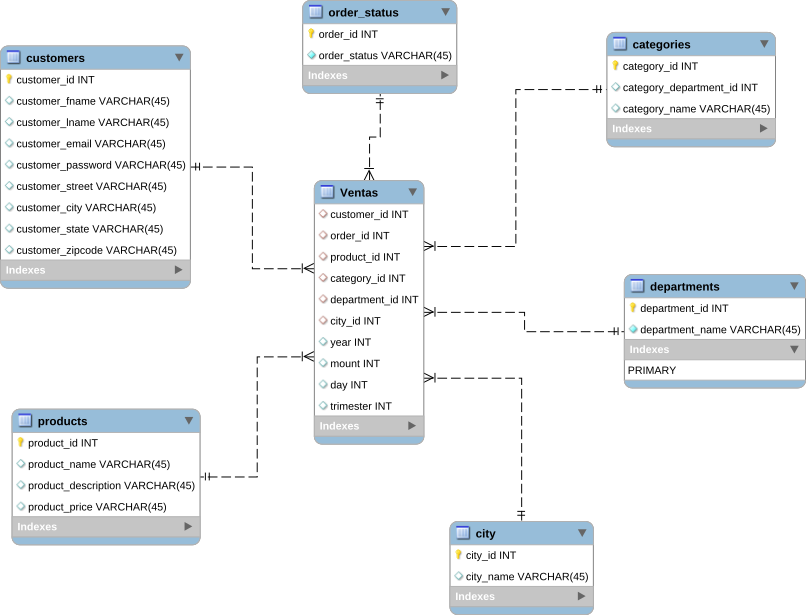 order_status
order_id INT
order_status VARCHAR(45)
Indexes
customers
customer_id INT
customer_fname VARCHAR(45)
customer_lname VARCHAR(45)
customer_email VARCHAR(45)
customer_password VARCHAR(45)
customer_street VARCHAR(45)
customer_city VARCHAR(45)
customer_state VARCHAR(45)
customer_zipcode VARCHAR(45)
Indexes
categories
category_id INT
category_department_id INT
category_name VARCHAR(45)
Indexes
Ventas
customer_id INT
order_id INT
product_id INT
category_id INT
department_id INT
city_id INT
year INT
mount INT
day INT
trimester INT
Indexes
departments
department_id INT
department_name VARCHAR(45)
Indexes
PRIMARY
products
product_id INT
product_name VARCHAR(45)
product_description VARCHAR(45)
product_price VARCHAR(45)
Indexes
city
city_id INT
city_name VARCHAR(45)
Indexes